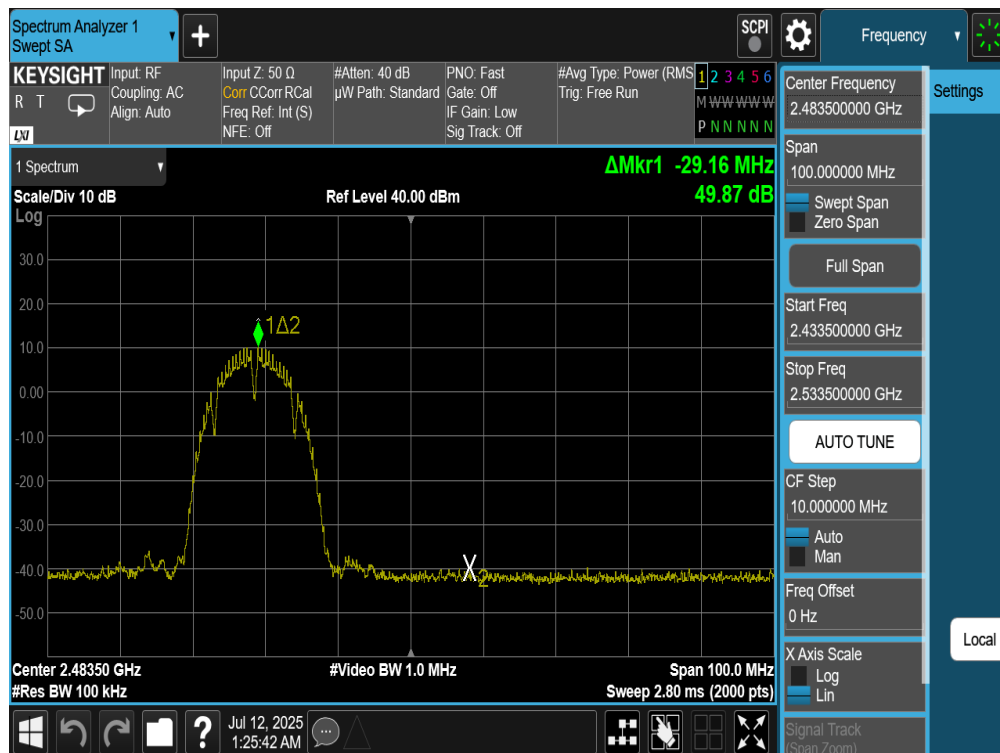 Spectrum Analyzer 1
Swept SA
+
SCPI
Frequency
KEYSIGHT
R T
LXI
Input: RF
Coupling: AC
Align: Auto
Input Z: 50 Ω
Corr CCorr RCal
Freq Ref: Int (S)
NFE: Off
#Atten: 40 dB
µW Path: Standard
PNO: Fast
Gate: Off
IF Gain: Low
Sig Track: Off
#Avg Type: Power (RMS
Trig: Free Run
1 2 3 4 5 6
M W W W W W
P N N N N N
1 Spectrum
Scale/Div 10 dB
Log
Ref Level 40.00 dBm
ΔMkr1 -29.16 MHz
49.87 dB
30.0
20.0
10.0
0.00
-10.0
-20.0
-30.0
-40.0
-50.0
1Δ2
X2
Center 2.48350 GHz
#Res BW 100 kHz
#Video BW 1.0 MHz
Span 100.0 MHz
Sweep 2.80 ms (2000 pts)
Center Frequency
2.483500000 GHz
Span
100.000000 MHz
Swept Span
Zero Span
Full Span
Start Freq
2.433500000 GHz
Stop Freq
2.533500000 GHz
AUTO TUNE
CF Step
10.000000 MHz
Auto
Man
Freq Offset
0 Hz
X Axis Scale
Log
Lin
Signal Track
(Span Zoom)
Settings
Local
?
Jul 12, 2025
1:25:42 AM